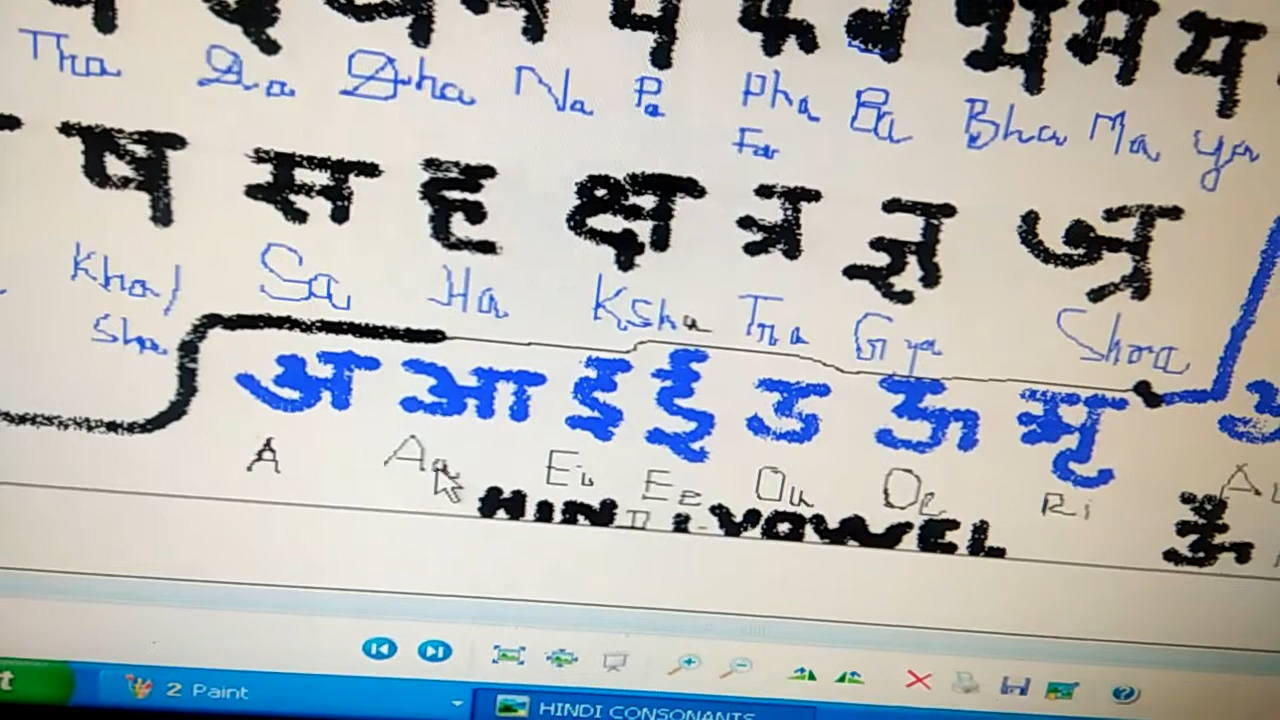 Tha Da Dha Na Pa Pha Ba Bha Ma Ya
Fa
ष स ह क्ष त्र ज्ञ श्र
Kha/ Sa Ha Ksha Tra Gya Shra
Sha
अ आ इ ई उ ऊ ऋ
A Aa Ei Ee Ou Oe Ri
HINDI VOWEL ॐ
2 Paint HINDI CONSONANTS